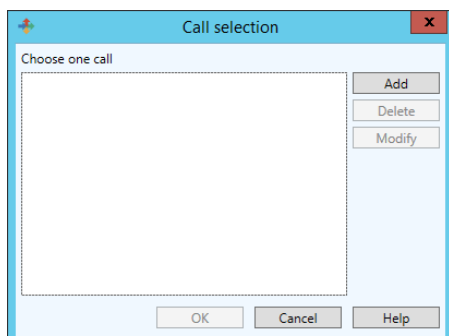 Call selection
x
Choose one call
Add
Delete
Modify
OK Cancel Help